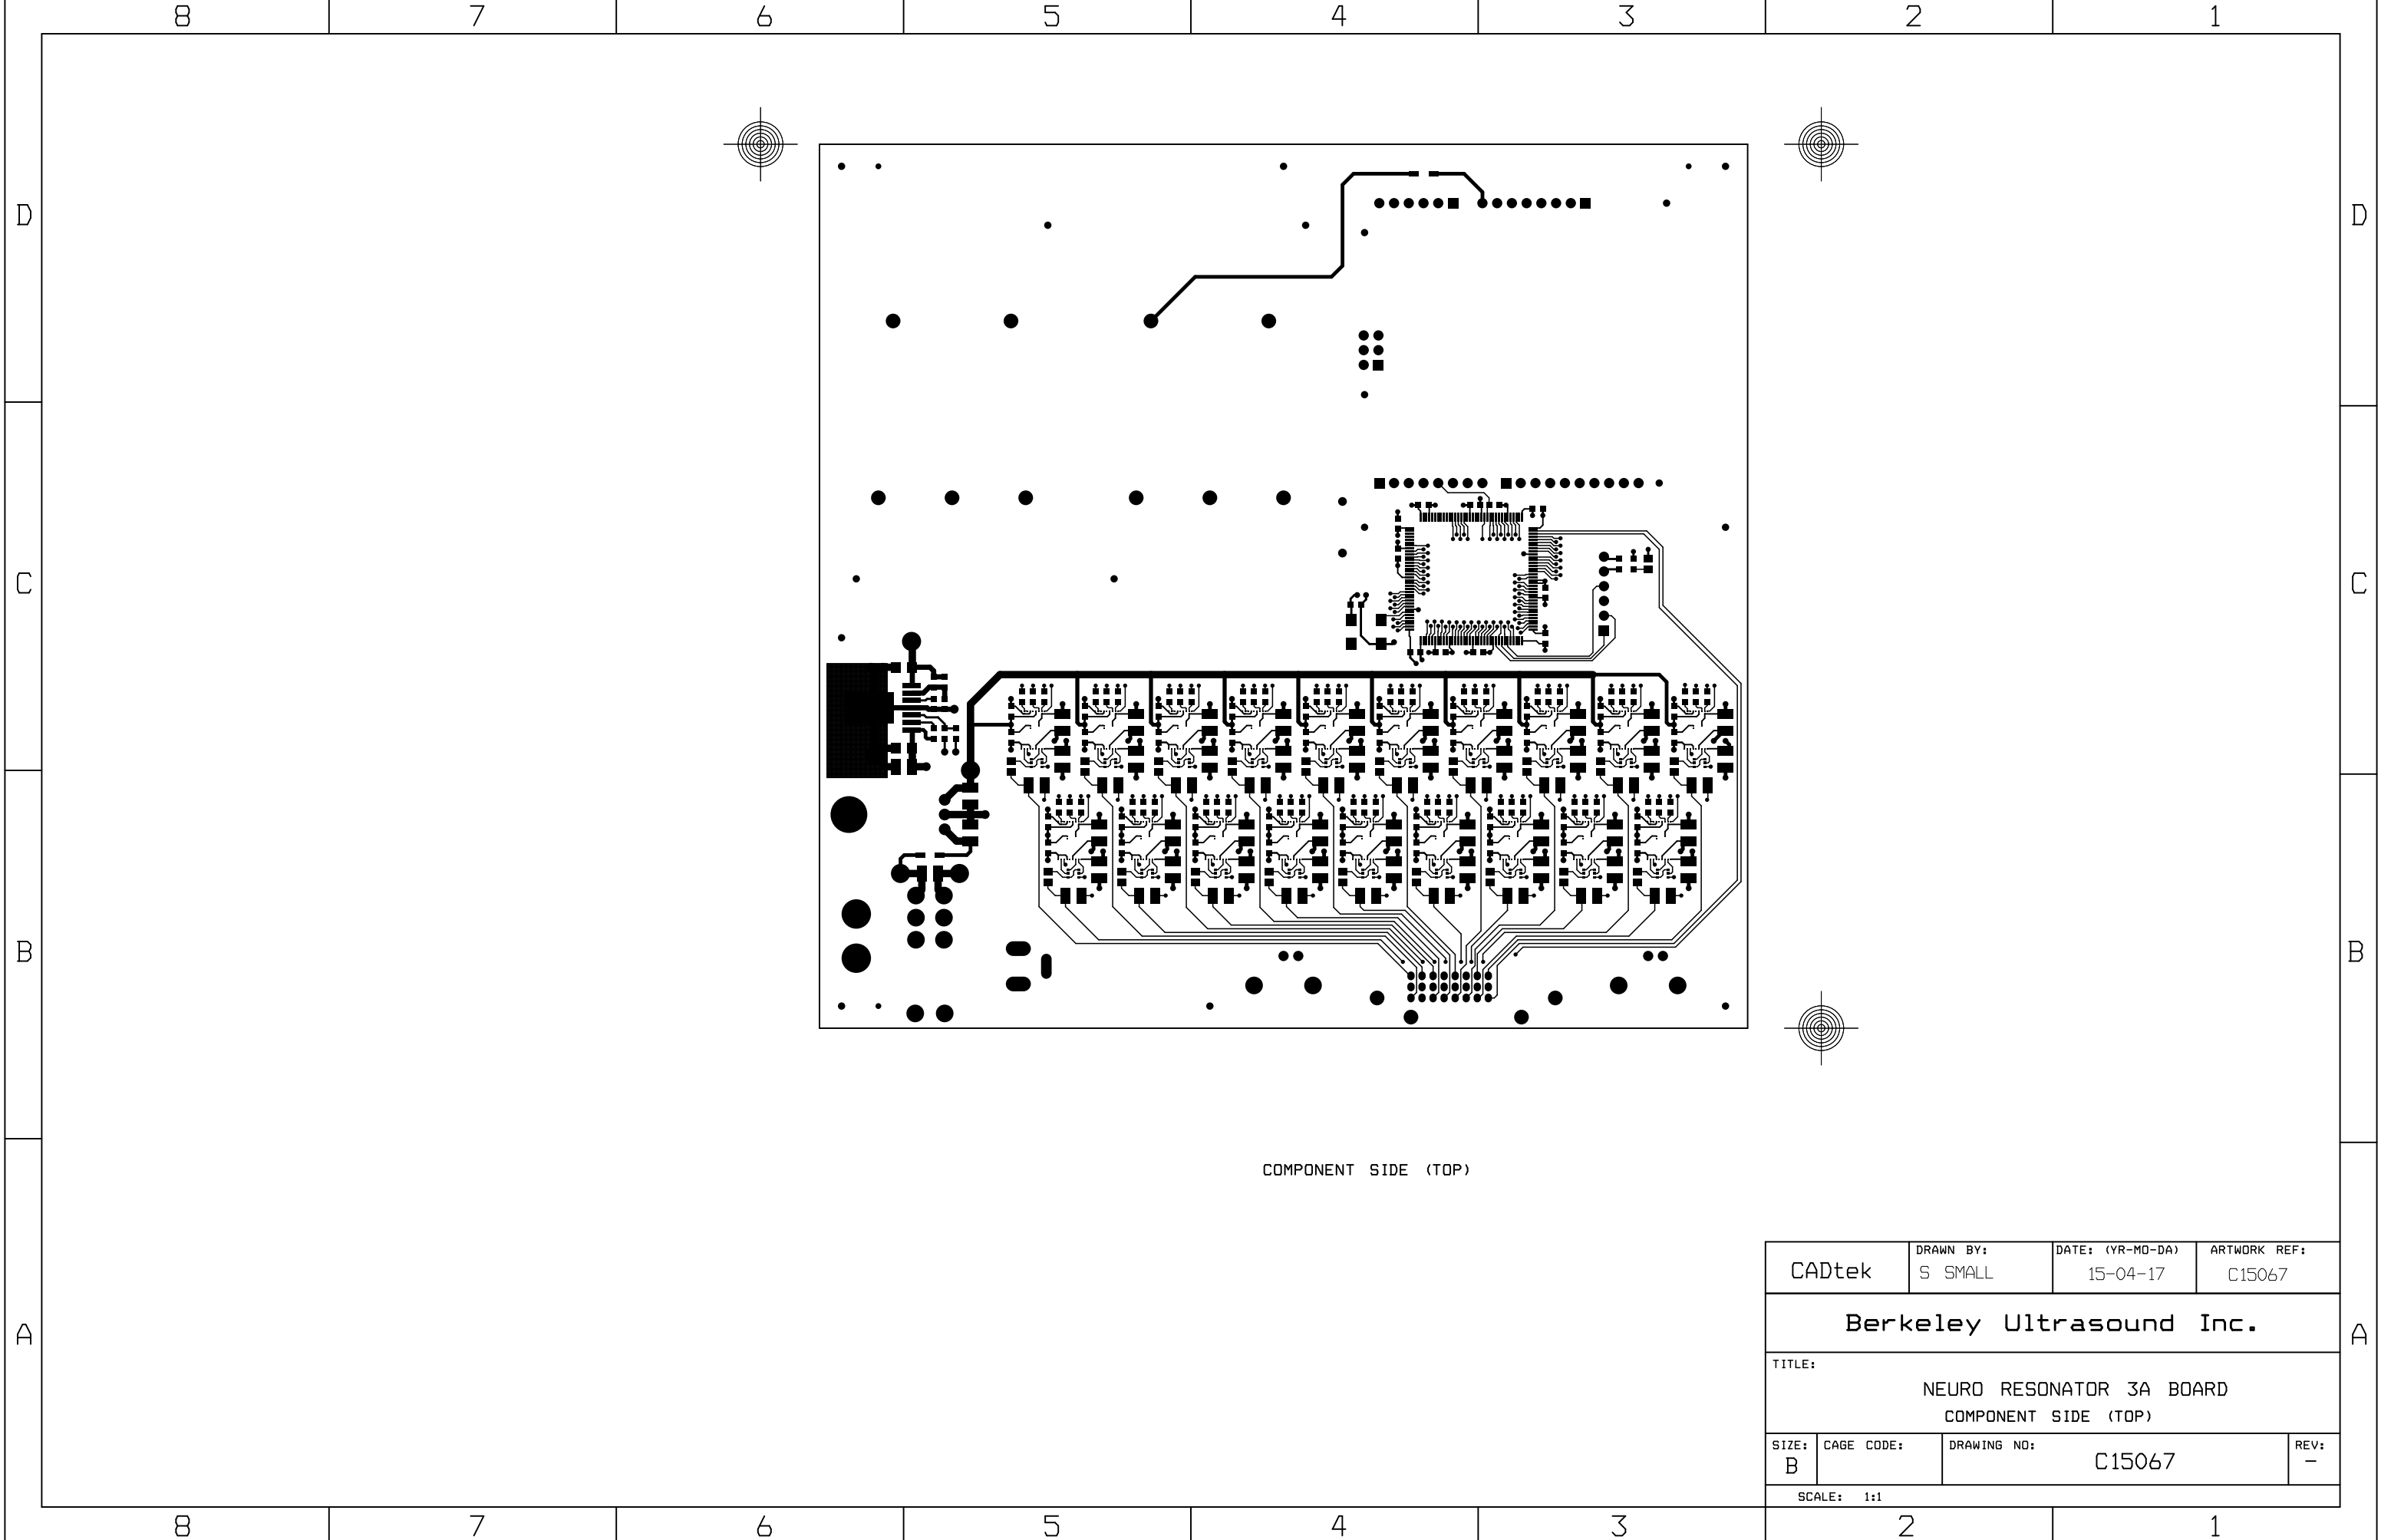 8 7 6 5 4 3 2 1
D D
C C
B B
A A
COMPONENT SIDE (TOP)
CADtek
DRAWN BY:
S SMALL
DATE: (YR-MO-DA)
15-04-17
ARTWORK REF:
C15067
Berkeley Ultrasound Inc.
TITLE:
NEURO RESONATOR 3A BOARD
COMPONENT SIDE (TOP)
SIZE:
B
CAGE CODE:
DRAWING NO:
C15067
REV:
-
SCALE: 1:1
8 7 6 5 4 3 2 1